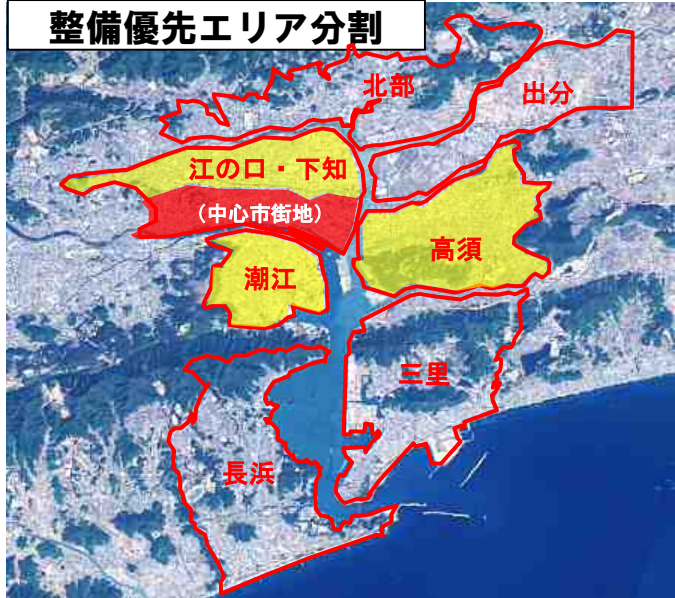 整備優先エリア分割
北部
出分
江の口・下知
（中心市街地）
高須
潮江
三里
長浜